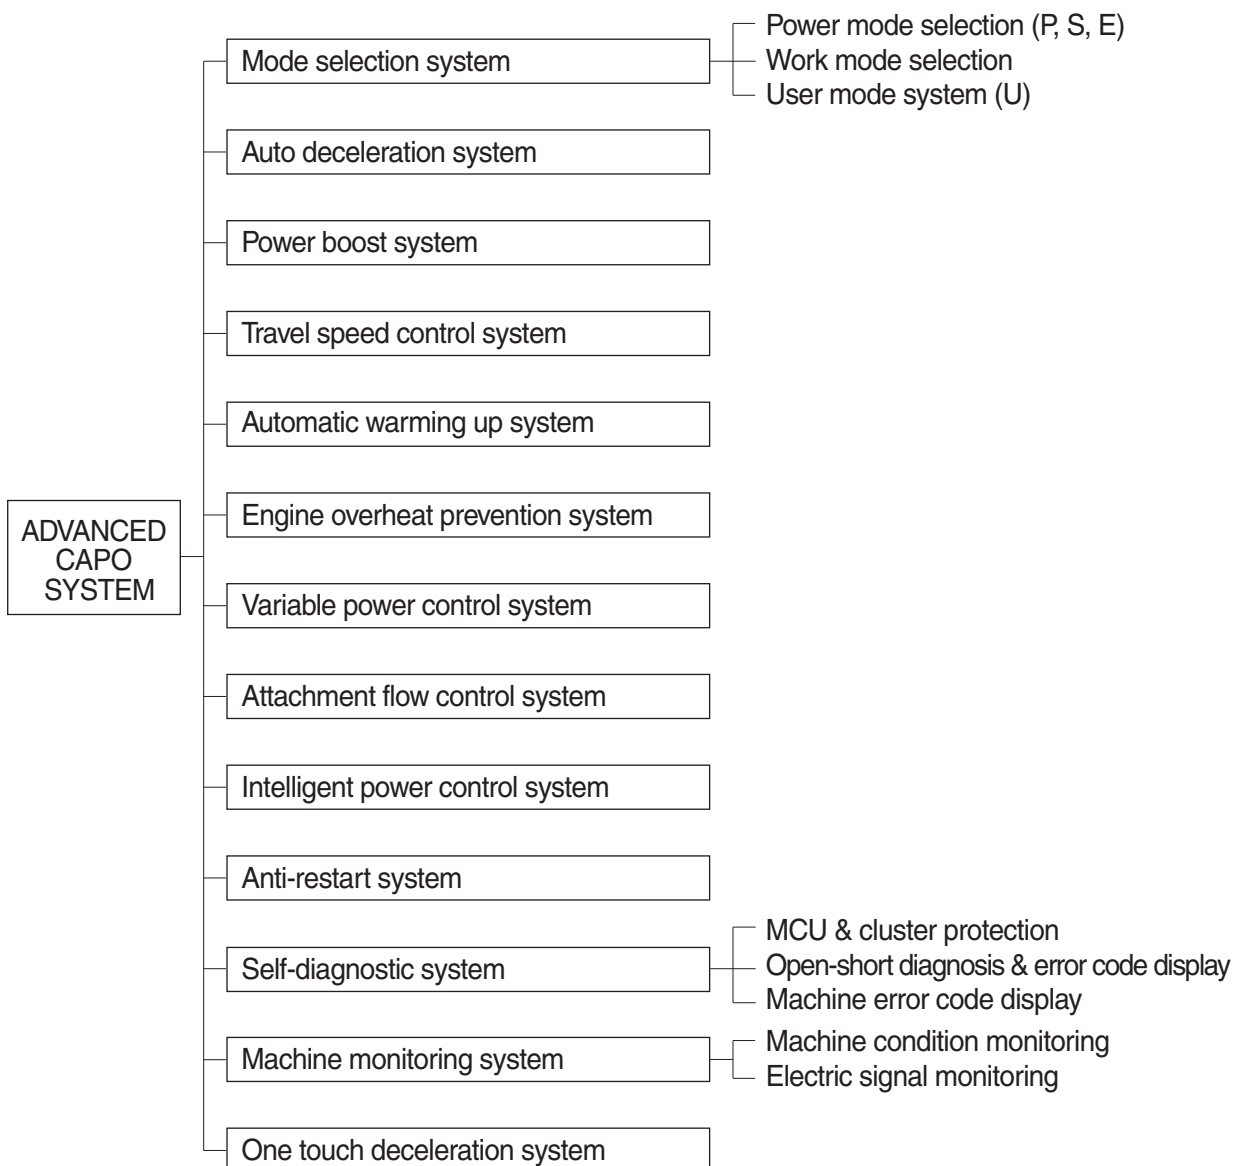 Power mode selection (P, S, E)
Mode selection system
Work mode selection
User mode system (U)
Auto deceleration system
Power boost system
Travel speed control system
Automatic warming up system
Engine overheat prevention system
ADVANCED
CAPO
SYSTEM
Variable power control system
Attachment flow control system
Intelligent power control system
Anti-restart system
MCU & cluster protection
Self-diagnostic system
Open-short diagnosis & error code display
Machine error code display
Machine monitoring system
Machine condition monitoring
Electric signal monitoring
One touch deceleration system